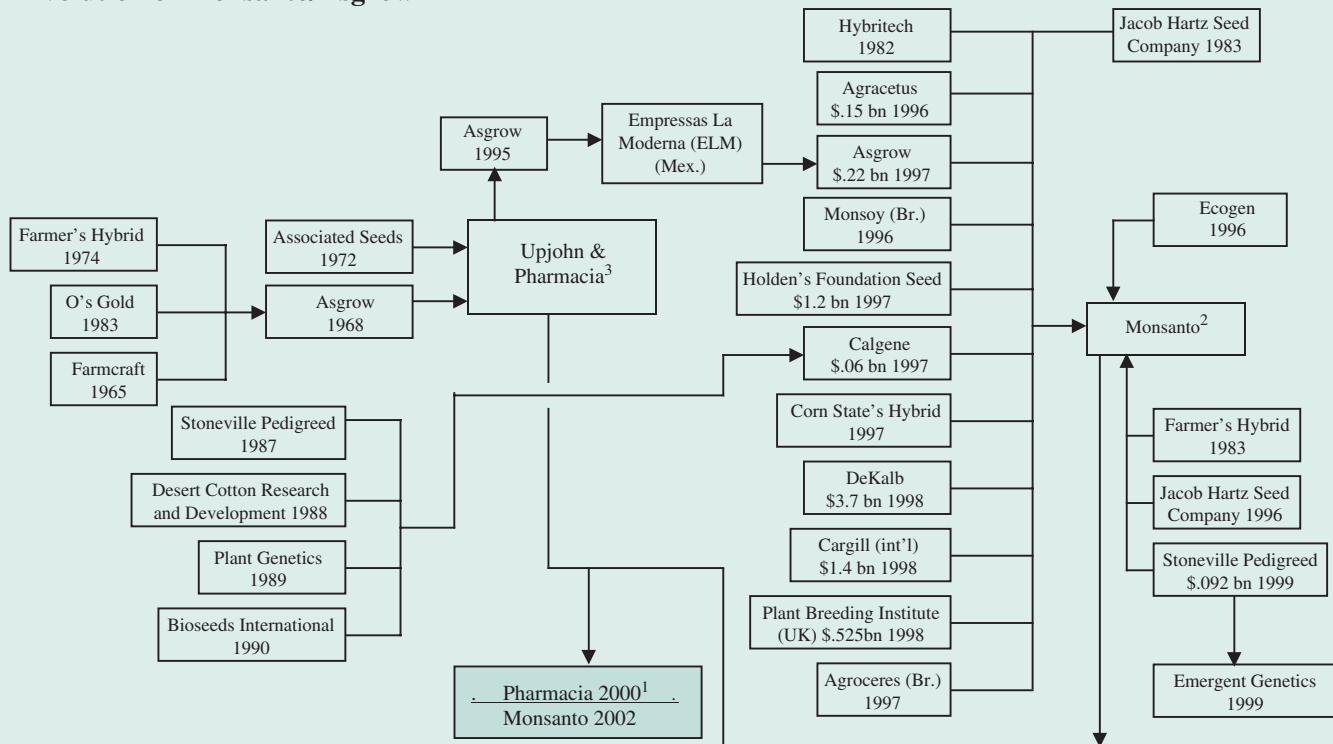 Hybritech
1982
Jacob Hartz Seed
Company 1983
Agracetus
$.15 bn 1996
Asgrow
1995
Empressas La
Moderna (ELM)
(Mex.)
Asgrow
$.22 bn 1997
Monsoy (Br.)
1996
Ecogen
1996
Farmer's Hybrid
1974
Associated Seeds
1972
Upjohn &
Pharmacia3
O's Gold
1983
Asgrow
1968
Holden's Foundation Seed
$1.2 bn 1997
Monsanto2
Farmcraft
1965
Calgene
$.06 bn 1997
Stoneville Pedigreed
1987
Corn State's Hybrid
1997
Farmer's Hybrid
1983
Desert Cotton Research
and Development 1988
DeKalb
$3.7 bn 1998
Jacob Hartz Seed
Company 1996
Plant Genetics
1989
Cargill (int'l)
$1.4 bn 1998
Stoneville Pedigreed
$.092 bn 1999
Bioseeds International
1990
Plant Breeding Institute
(UK) $.525bn 1998
. Pharmacia 20001 .
Monsanto 2002
Agroceres (Br.)
1997
Emergent Genetics
1999